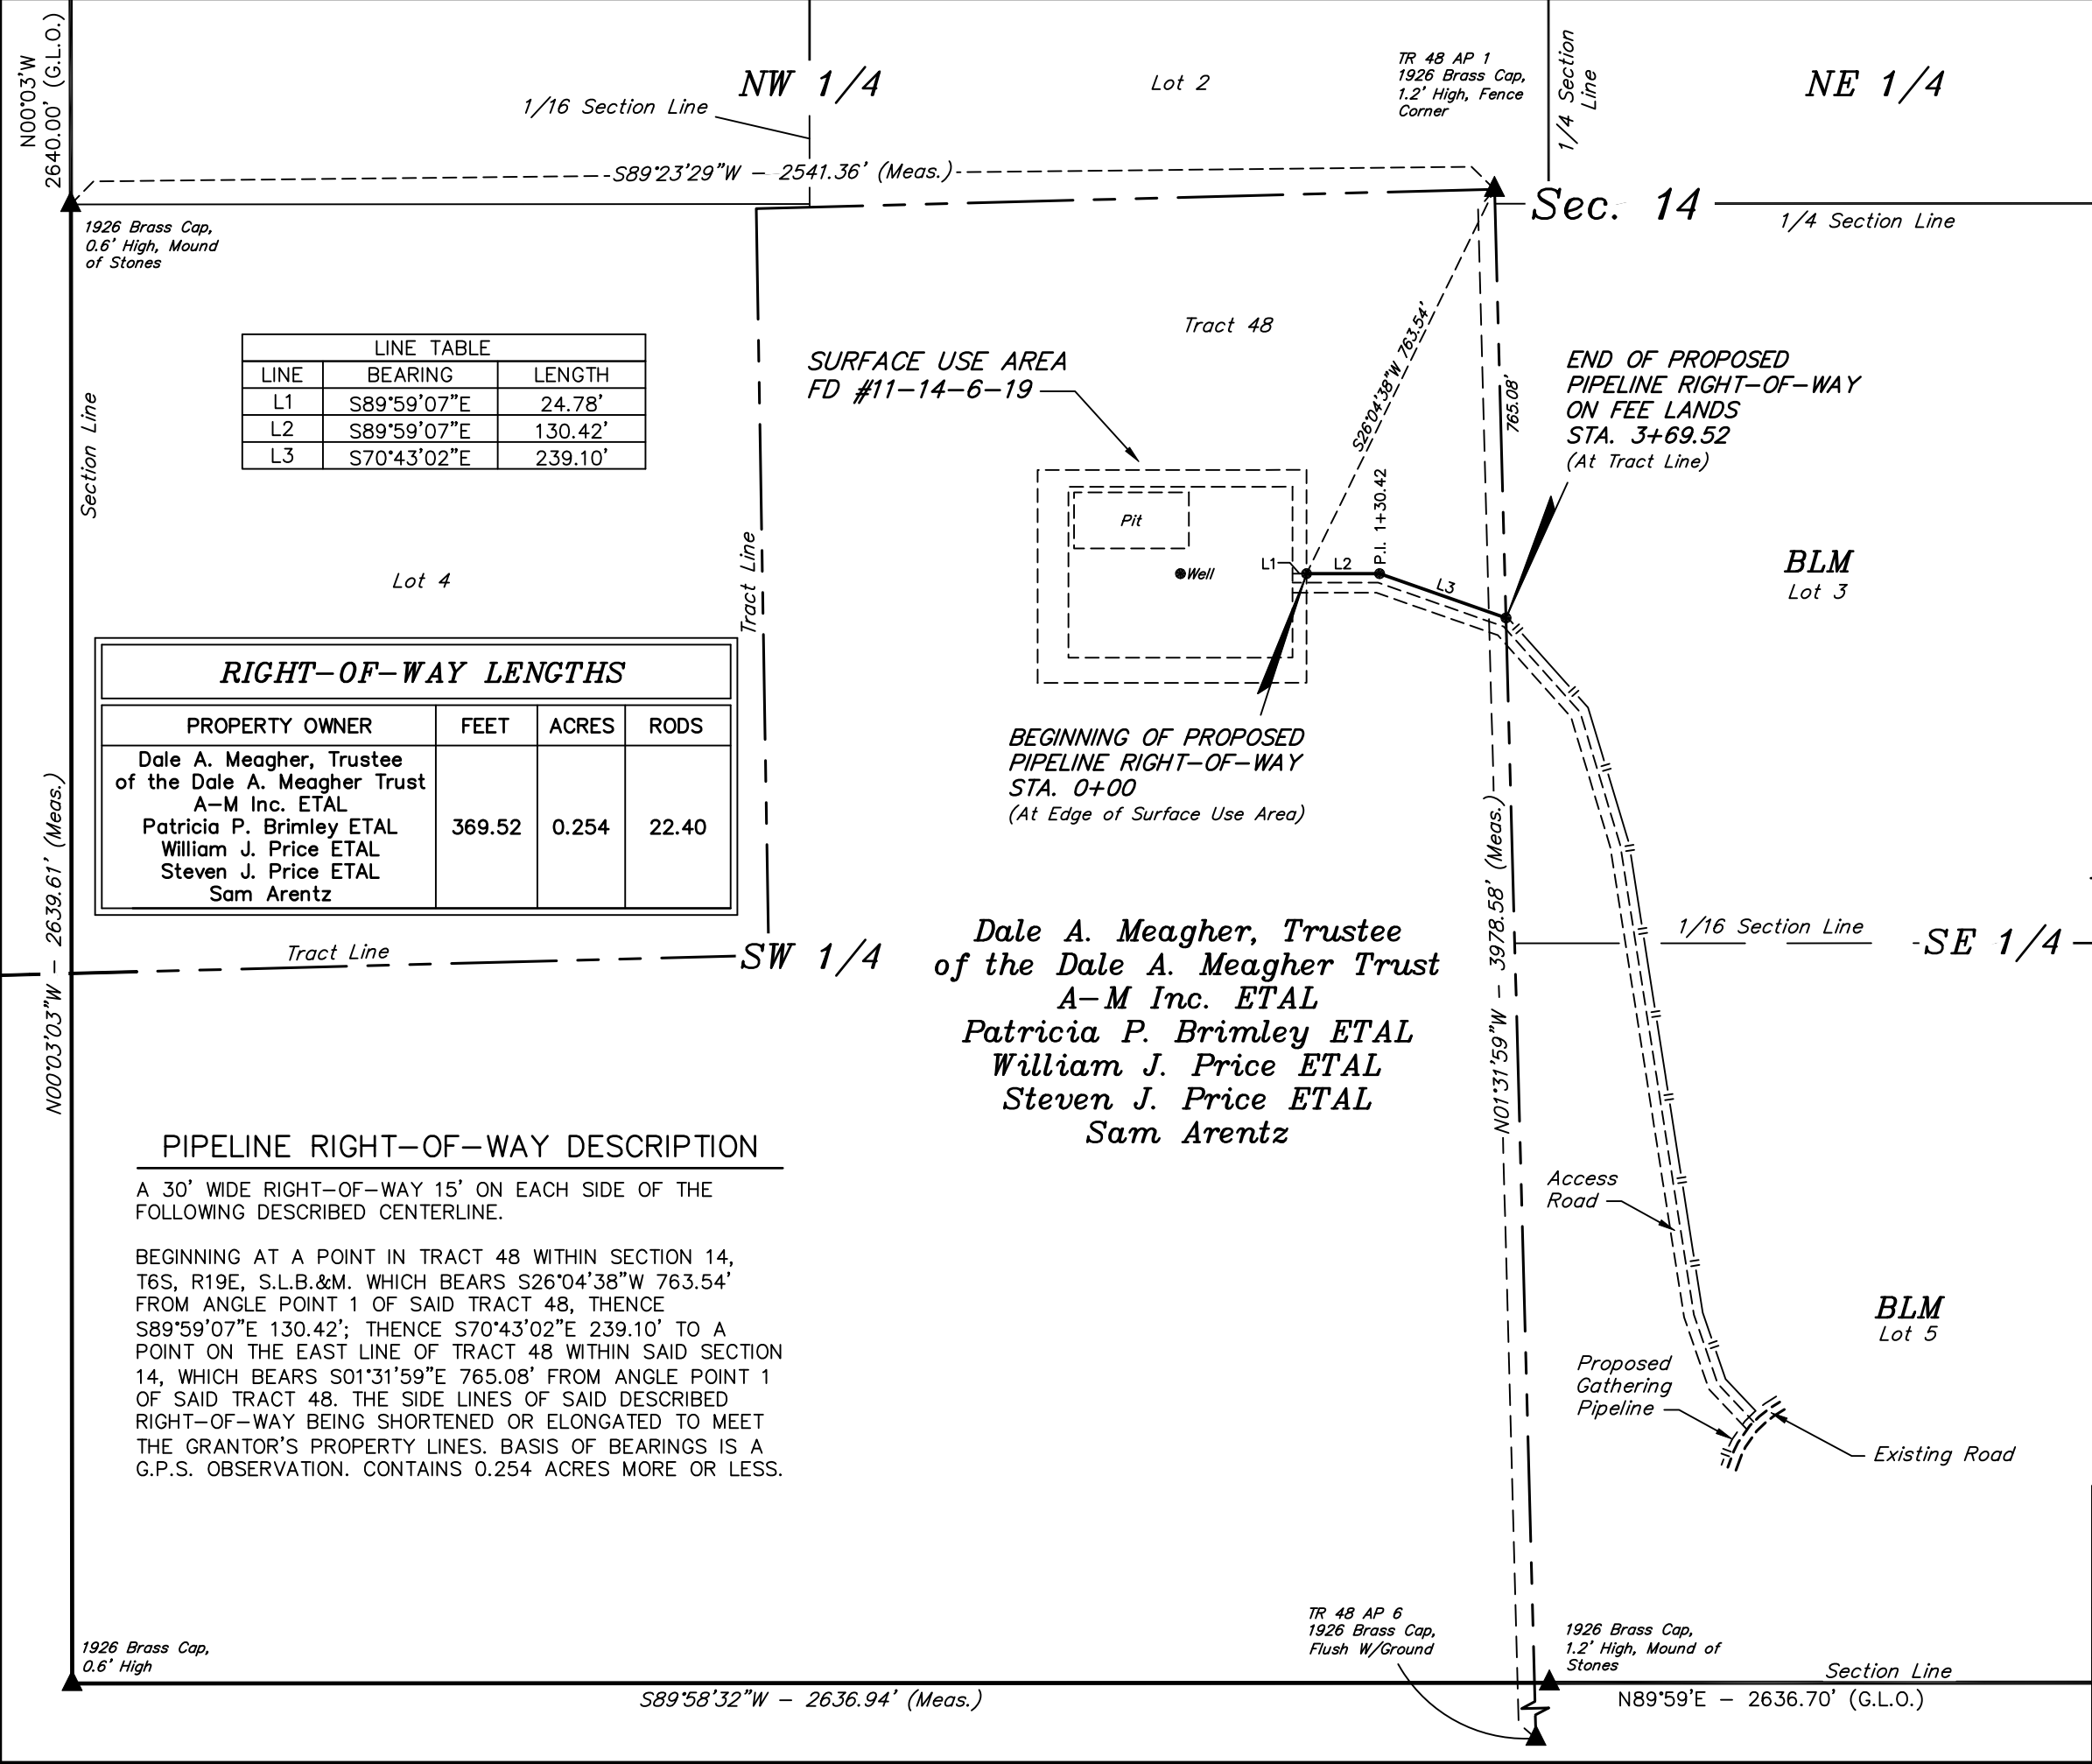 N00°03'W
2640.00' (G.L.O.)
NW 1/4
1/16 Section Line
Lot 2
TR 48 AP 1
1926 Brass Cap,
1.2' High, Fence
Corner
1/4 Section
Line
NE 1/4
S89°23'29"W - 2541.36' (Meas.)
Sec. 14
1/4 Section Line
1926 Brass Cap,
0.6' High, Mound
of Stones
Section Line
LINE TABLE
LINE BEARING LENGTH
L1 S89°59'07"E 24.78'
L2 S89°59'07"E 130.42'
L3 S70°43'02"E 239.10'
Tract 48
SURFACE USE AREA
FD #11-14-6-19
S26°04'38"W 763.54'
765.08'
END OF PROPOSED
PIPELINE RIGHT-OF-WAY
ON FEE LANDS
STA. 3+69.52
(At Tract Line)
Pit
Well
L1
L2
P.I. 1+30.42
L3
BLM
Lot 3
Lot 4
Tract Line
RIGHT-OF-WAY LENGTHS
PROPERTY OWNER FEET ACRES RODS
Dale A. Meagher, Trustee
of the Dale A. Meagher Trust
A-M Inc. ETAL
Patricia P. Brimley ETAL 369.52 0.254 22.40
William J. Price ETAL
Steven J. Price ETAL
Sam Arentz
BEGINNING OF PROPOSED
PIPELINE RIGHT-OF-WAY
STA. 0+00
(At Edge of Surface Use Area)
N00°03'03"W - 2639.61' (Meas.)
Tract Line
SW 1/4
Dale A. Meagher, Trustee
of the Dale A. Meagher Trust
A-M Inc. ETAL
Patricia P. Brimley ETAL
William J. Price ETAL
Steven J. Price ETAL
Sam Arentz
N01°31'59"W - 3978.58' (Meas.)
1/16 Section Line
SE 1/4
PIPELINE RIGHT-OF-WAY DESCRIPTION
A 30' WIDE RIGHT-OF-WAY 15' ON EACH SIDE OF THE
FOLLOWING DESCRIBED CENTERLINE.
BEGINNING AT A POINT IN TRACT 48 WITHIN SECTION 14,
T6S, R19E, S.L.B.&M. WHICH BEARS S26°04'38"W 763.54'
FROM ANGLE POINT 1 OF SAID TRACT 48, THENCE
S89°59'07"E 130.42'; THENCE S70°43'02"E 239.10' TO A
POINT ON THE EAST LINE OF TRACT 48 WITHIN SAID SECTION
14, WHICH BEARS S01°31'59"E 765.08' FROM ANGLE POINT 1
OF SAID TRACT 48. THE SIDE LINES OF SAID DESCRIBED
RIGHT-OF-WAY BEING SHORTENED OR ELONGATED TO MEET
THE GRANTOR'S PROPERTY LINES. BASIS OF BEARINGS IS A
G.P.S. OBSERVATION. CONTAINS 0.254 ACRES MORE OR LESS.
Access
Road
BLM
Lot 5
Proposed
Gathering
Pipeline
Existing Road
1926 Brass Cap,
0.6' High
TR 48 AP 6
1926 Brass Cap,
Flush W/Ground
1926 Brass Cap,
1.2' High, Mound of
Stones
Section Line
S89°58'32"W - 2636.94' (Meas.)
N89°59'E - 2636.70' (G.L.O.)